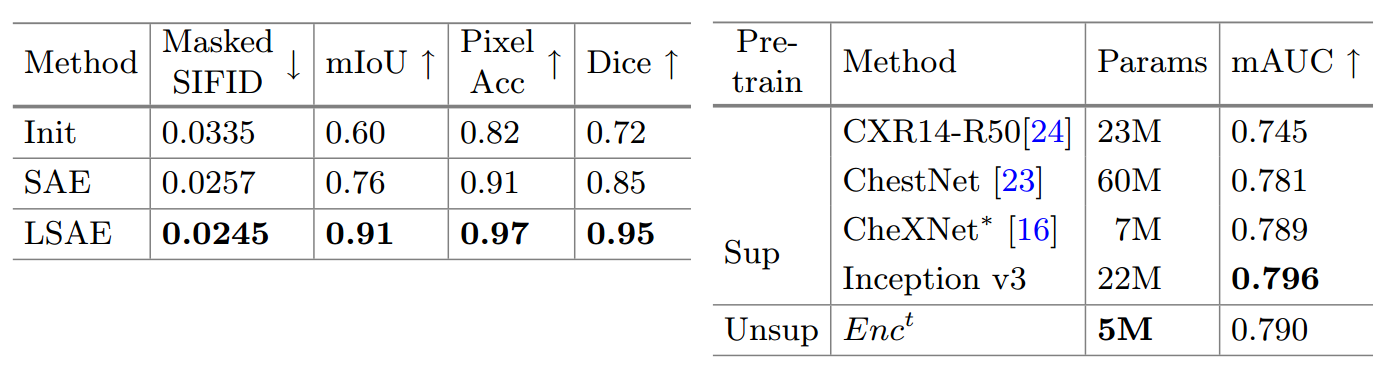 Method Masked SIFID ↓ mIoU ↑ Pixel Acc ↑ Dice ↑
Init 0.0335 0.60 0.82 0.72
SAE 0.0257 0.76 0.91 0.85
LSAE 0.0245 0.91 0.97 0.95
Pre-train Method Params mAUC ↑
Sup CXR14-R50[24] 23M 0.745
ChestNet [23] 60M 0.781
CheXNet* [16] 7M 0.789
Inception v3 22M 0.796
Unsup Encᵗ 5M 0.790